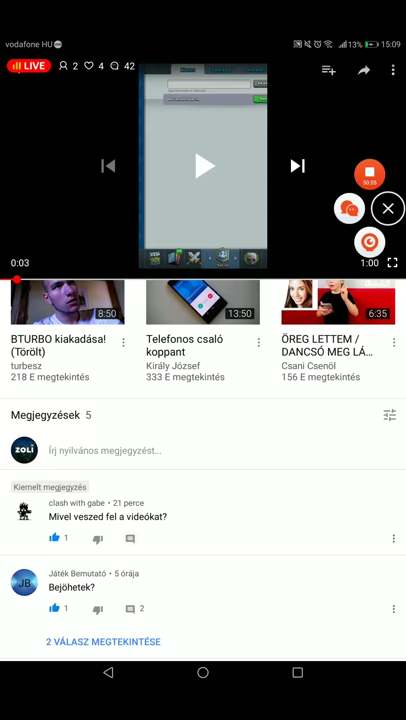 vodafone HU
13% 15:09
LIVE 2 4 42
50:55
0:03 1:00
8:50 13:50 6:35
BTURBO kiakadása! (Törölt)
turbesz
218 E megtekintés
Telefonos csaló koppant
Király József
333 E megtekintés
ÖREG LETTEM / DANCSÓ MEG LÁ...
Csani Csenöl
156 E megtekintés
Megjegyzések 5
ZOLI
Írj nyilvános megjegyzést...
Kiemelt megjegyzés
clash with gabe • 21 perce
Mivel veszed fel a videókat?
1
JB
Játék Bemutató • 5 órája
Bejöhetek?
1 2
2 VÁLASZ MEGTEKINTÉSE